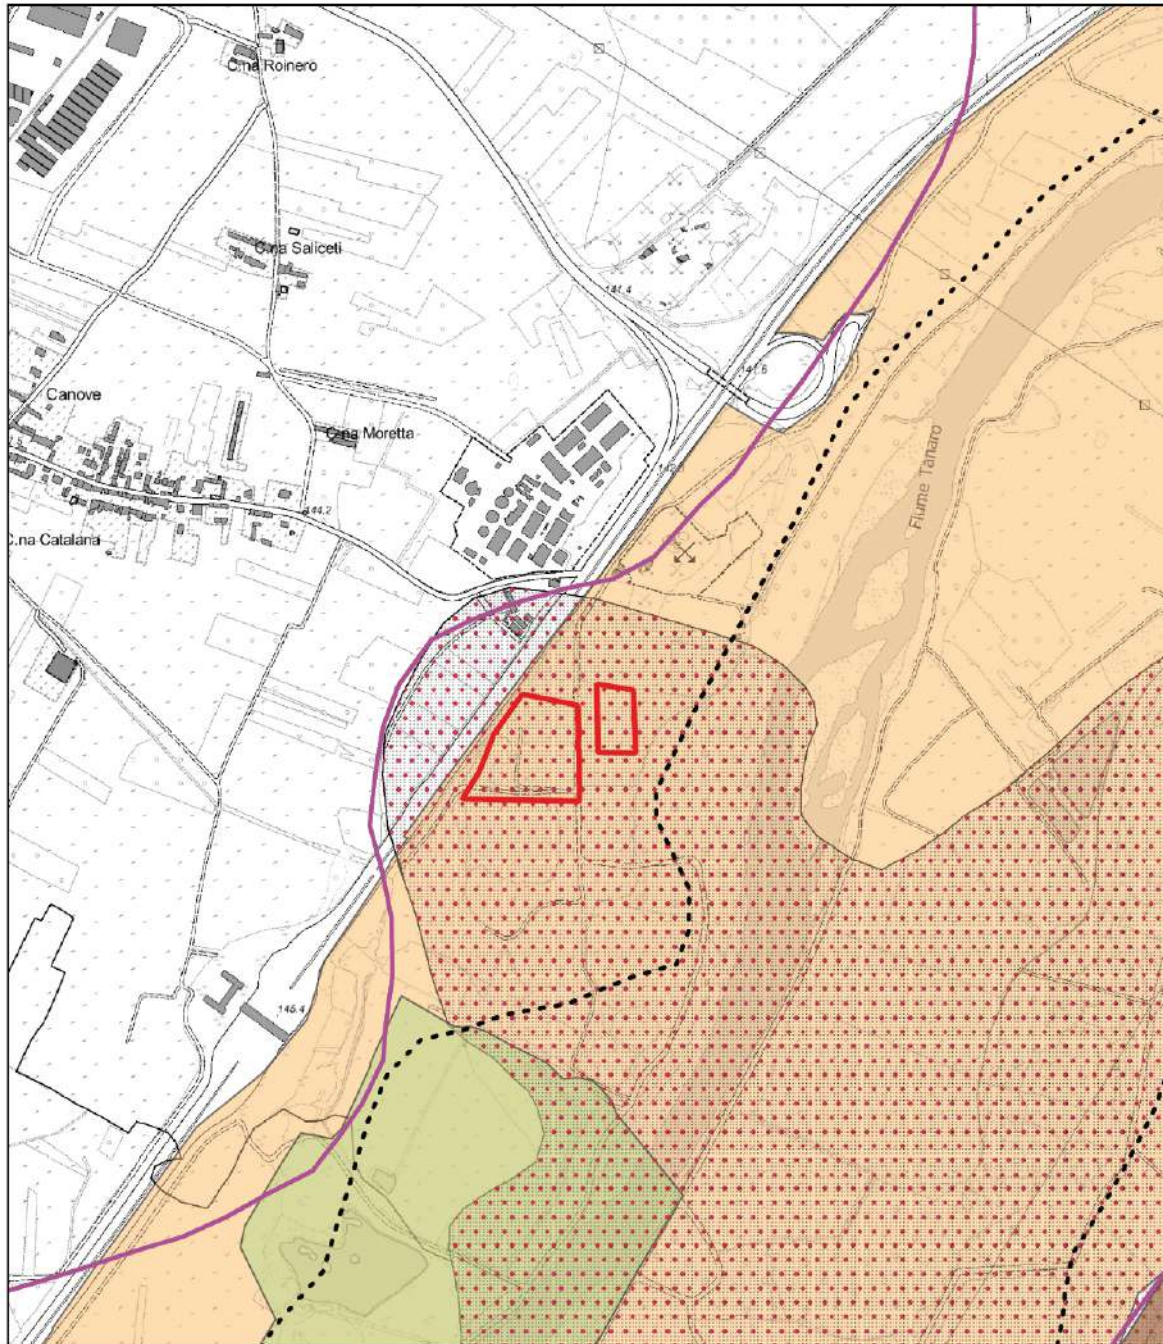 C.na Roinero
C.na Saliceti
141.4
141.6
Canove
C.na Moretta
144.2
C.na Catalana
Fiume Tanaro
145.4